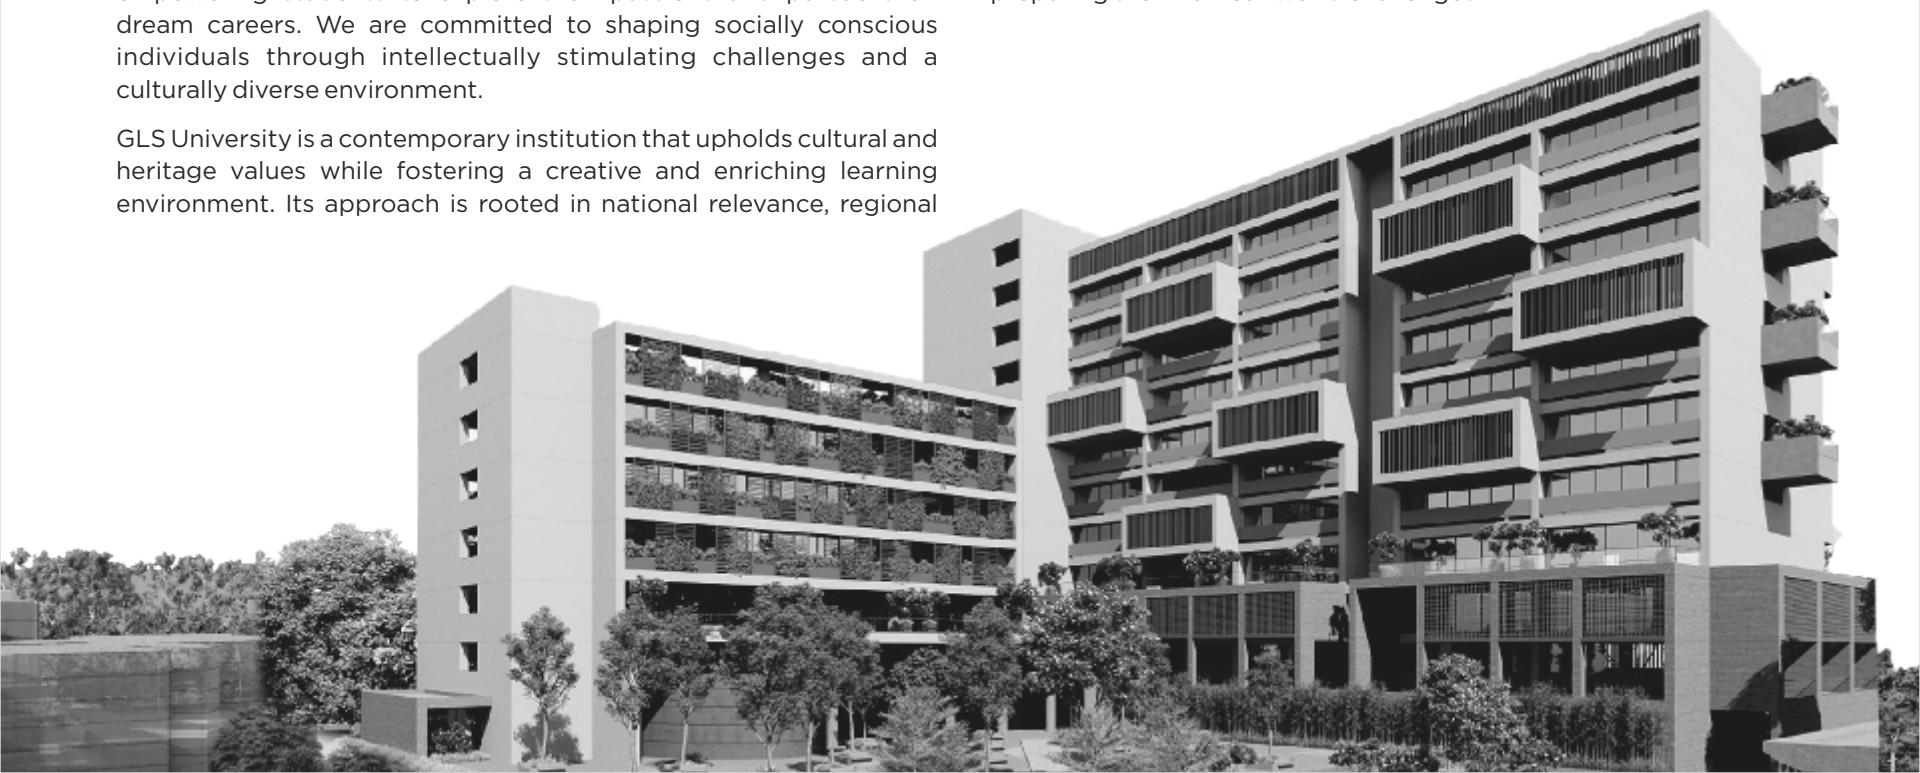 dream careers. We are committed to shaping socially conscious
individuals through intellectually stimulating challenges and a
culturally diverse environment.
GLS University is a contemporary institution that upholds cultural and
heritage values while fostering a creative and enriching learning
environment. Its approach is rooted in national relevance, regional